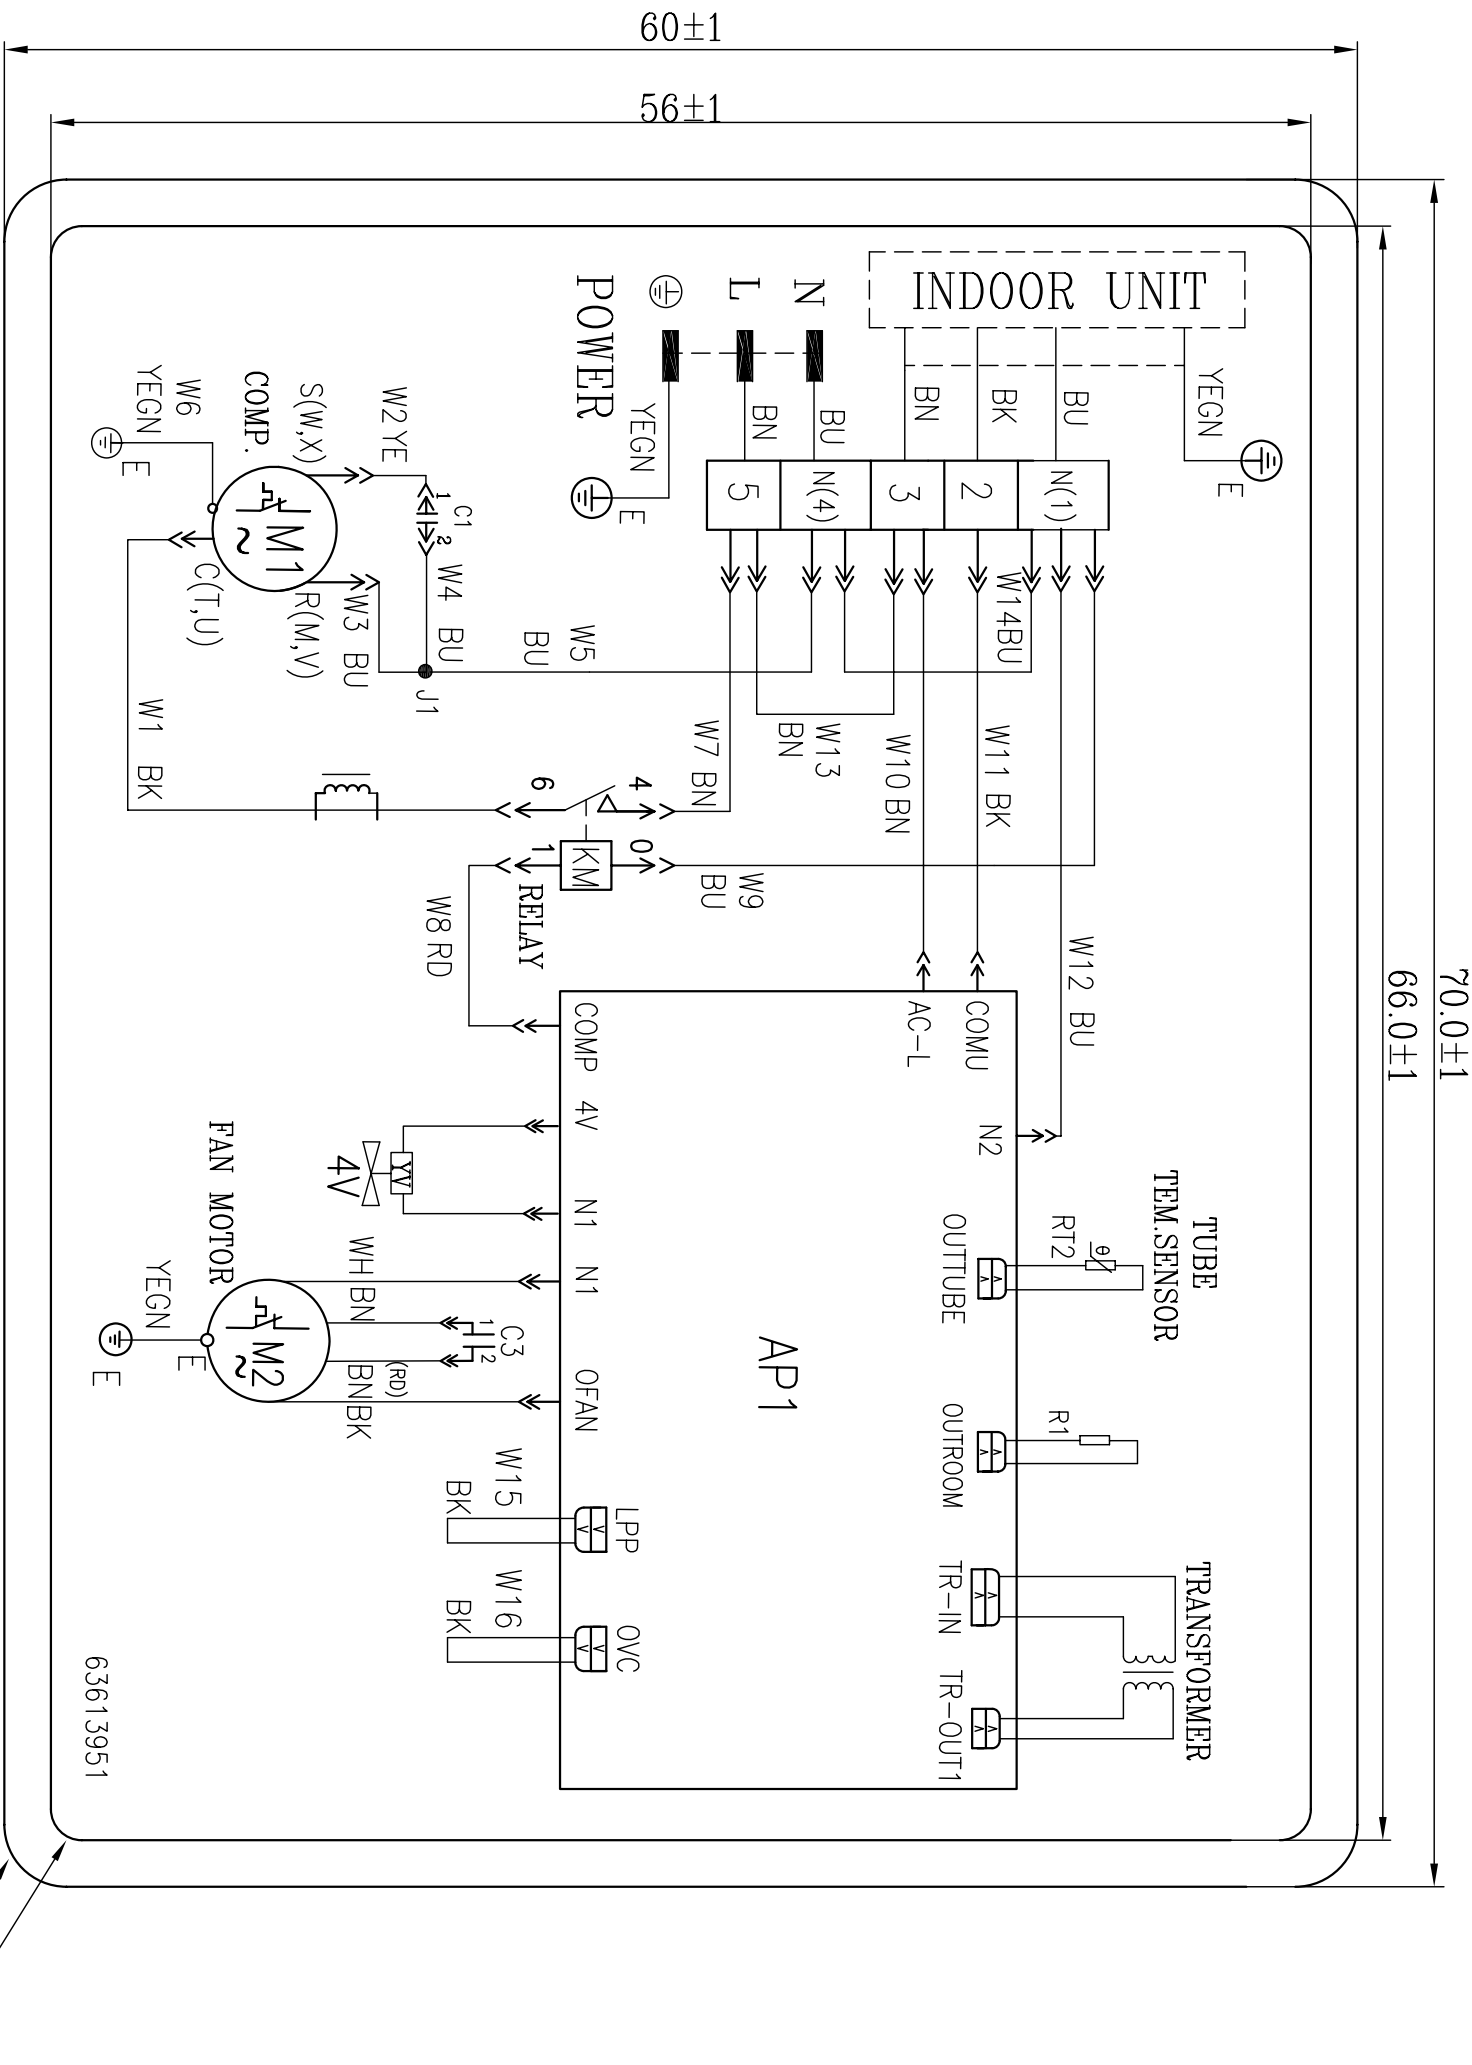 60±1
56±1
70.0±1
66.0±1
INDOOR UNIT
YEGN
BU
BK
BN
E
N
L
POWER
BU
BN
YEGN
E
N(1)
2
3
N(4)
5
W14BU
W13
BN
W12 BU
W11 BK
W10 BN
W9
BU
W7 BN
W5
BU
W4 BU
W3 BU
J1
C1
1
2
W2YE
S(W,X)
COMP.
W6
YEGN
E
M1
~
R(M,V)
C(T,U)
W1 BK
4
6
0
1
KM
RELAY
W8 RD
COMU
AC-L
N2
COMP
4V
N1
N1
OFAN
AP1
TUBE
TEM.SENSOR
RT2
θ
OUTTUBE
R1
OUTROOM
TRANSFORMER
TR-IN
TR-OUT1
LPP
OVC
W15
BK
W16
BK
YV
4V
FAN MOTOR
WH
BN
C3
1
2
(RD)
BN
BK
M2
~
YEGN
E
E
63613951